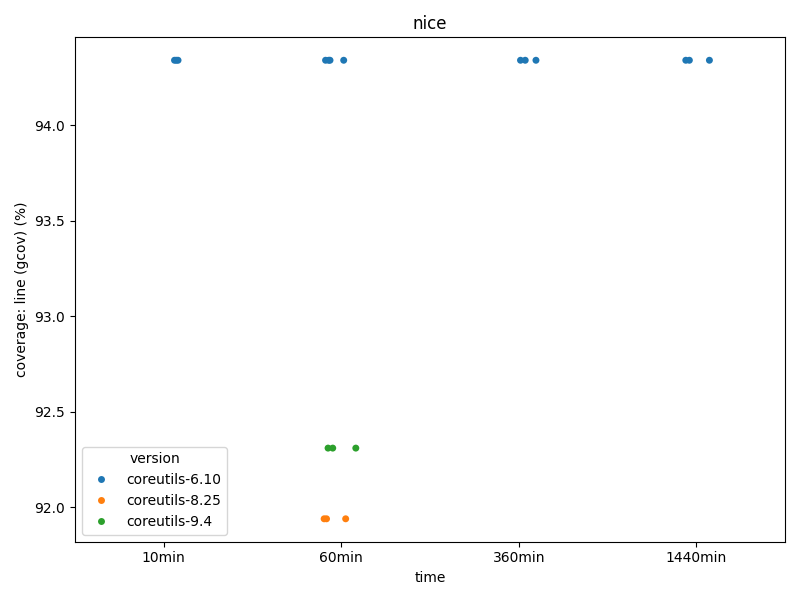 nice
coverage: line (gcov) (%)
94.0
93.5
93.0
92.5
92.0
version
coreutils-6.10
coreutils-8.25
coreutils-9.4
10min
60min
360min
1440min
time